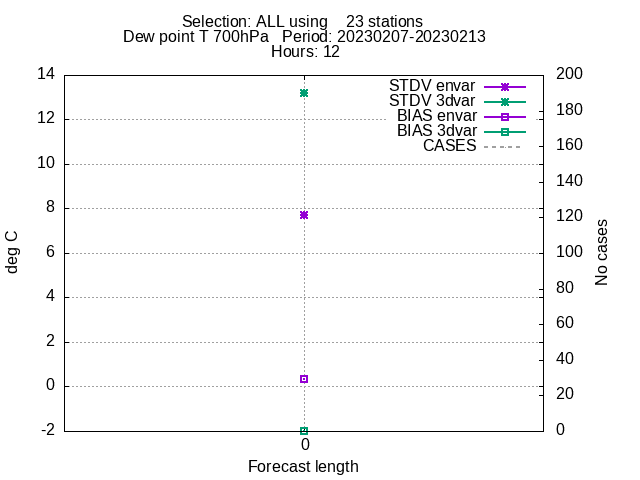 Selection: ALL using    23 stations
Dew point T 700hPa   Period: 20230207-20230213
Hours: 12
14
12
10
8
6
4
2
0
-2
deg C
STDV envar
STDV 3dvar
BIAS envar
BIAS 3dvar
CASES
200
180
160
140
120
100
80
60
40
20
0
No cases
0
Forecast length